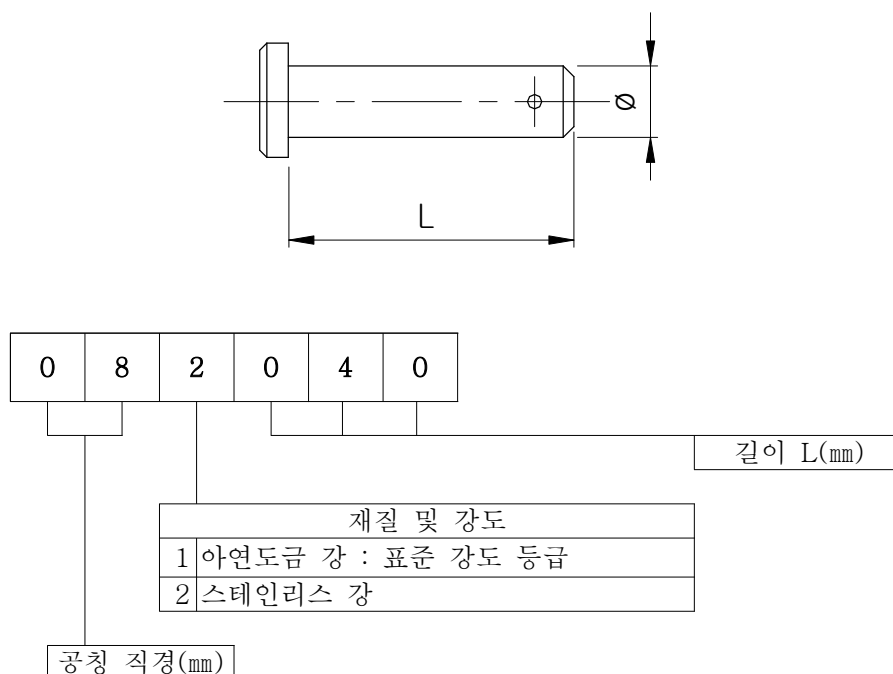 Ø
L
0 8 2 0 4 0
길이 L(㎜)
재질 및 강도
1 아연도금 강 : 표준 강도 등급
2 스테인리스 강
공칭 직경(㎜)